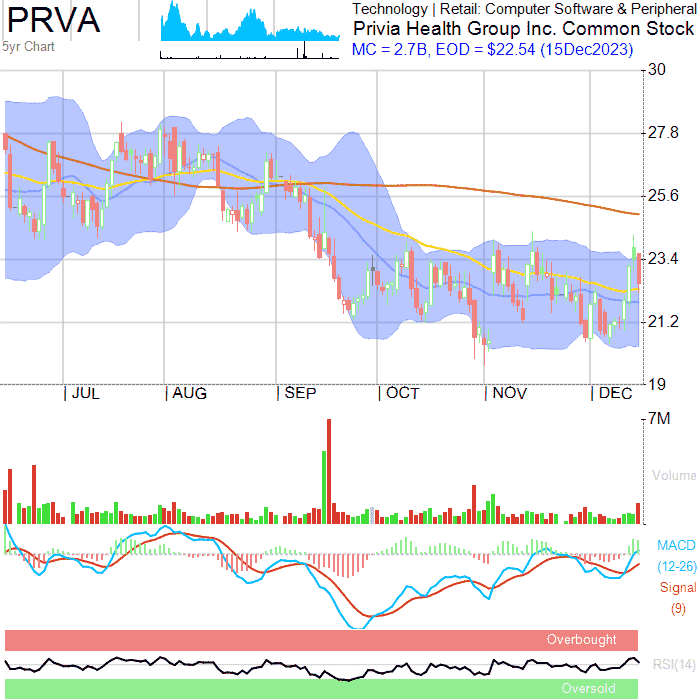 PRVA
5yr Chart
Technology | Retail: Computer Software & Peripheral
Privia Health Group Inc. Common Stock
MC = 2.7B, EOD = $22.54 (15Dec2023)
30
27.8
25.6
23.4
21.2
19
JUL AUG SEP OCT NOV DEC
7M
Volume
MACD
(12-26)
Signal
(9)
Overbought
RSI(14)
Oversold